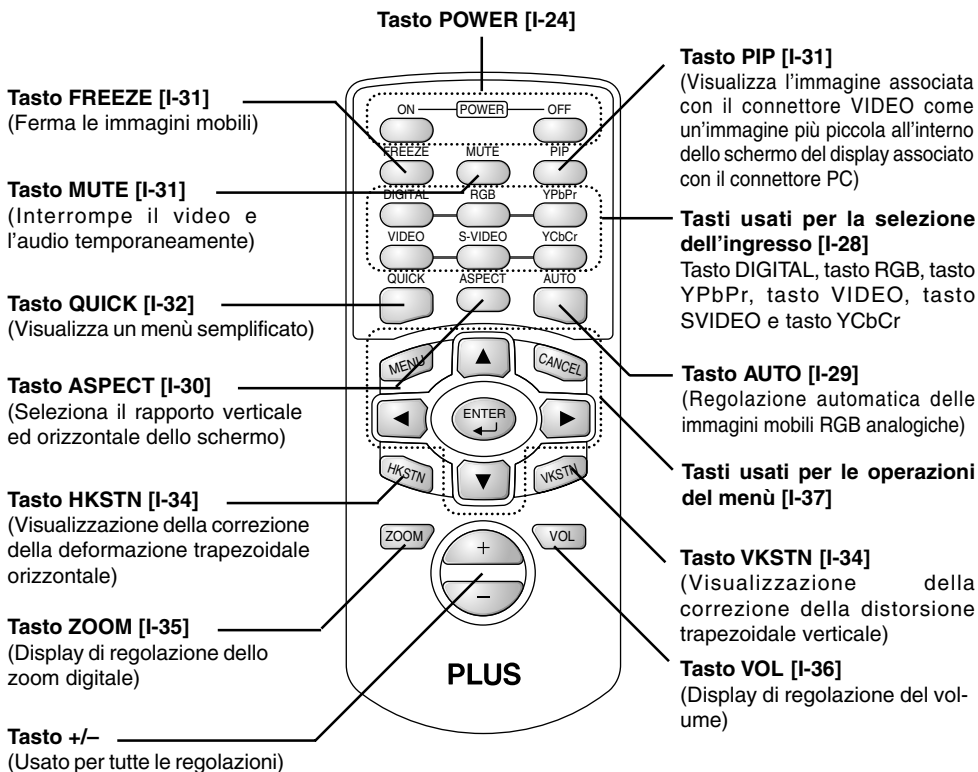 Tasto POWER [I-24]
Tasto FREEZE [I-31]
(Ferma le immagini mobili)
Tasto MUTE [I-31]
(Interrompe il video e
l'audio temporaneamente)
Tasto QUICK [I-32]
(Visualizza un menù semplificato)
Tasto ASPECT [I-30]
(Seleziona il rapporto verticale
ed orizzontale dello schermo)
Tasto HKSTN [I-34]
(Visualizzazione della correzione
della deformazione trapezoidale
orizzontale)
Tasto ZOOM [I-35]
(Display di regolazione dello
zoom digitale)
Tasto +/–
(Usato per tutte le regolazioni)
ON POWER OFF
FREEZE MUTE PIP
DIGITAL RGB YPbPr
VIDEO S-VIDEO YCbCr
QUICK ASPECT AUTO
MENU CANCEL
ENTER
HKSTN VKSTN
ZOOM + VOL
–
PLUS
Tasto PIP [I-31]
(Visualizza l'immagine associata
con il connettore VIDEO come
un'immagine più piccola all'interno
dello schermo del display associato
con il connettore PC)
Tasti usati per la selezione
dell'ingresso [I-28]
Tasto DIGITAL, tasto RGB, tasto
YPbPr, tasto VIDEO, tasto
SVIDEO e tasto YCbCr
Tasto AUTO [I-29]
(Regolazione automatica delle
immagini mobili RGB analogiche)
Tasti usati per le operazioni
del menù [I-37]
Tasto VKSTN [I-34]
(Visualizzazione della
correzione della distorsione
trapezoidale verticale)
Tasto VOL [I-36]
(Display di regolazione del vol-
ume)